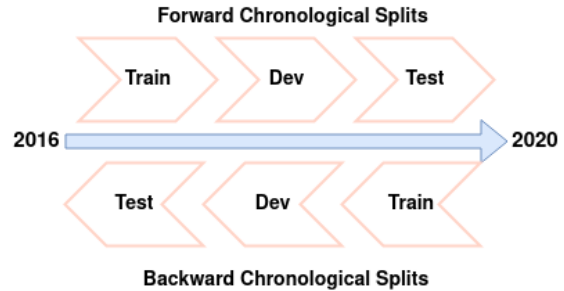 Forward Chronological Splits
Train Dev Test
2016 2020
Test Dev Train
Backward Chronological Splits